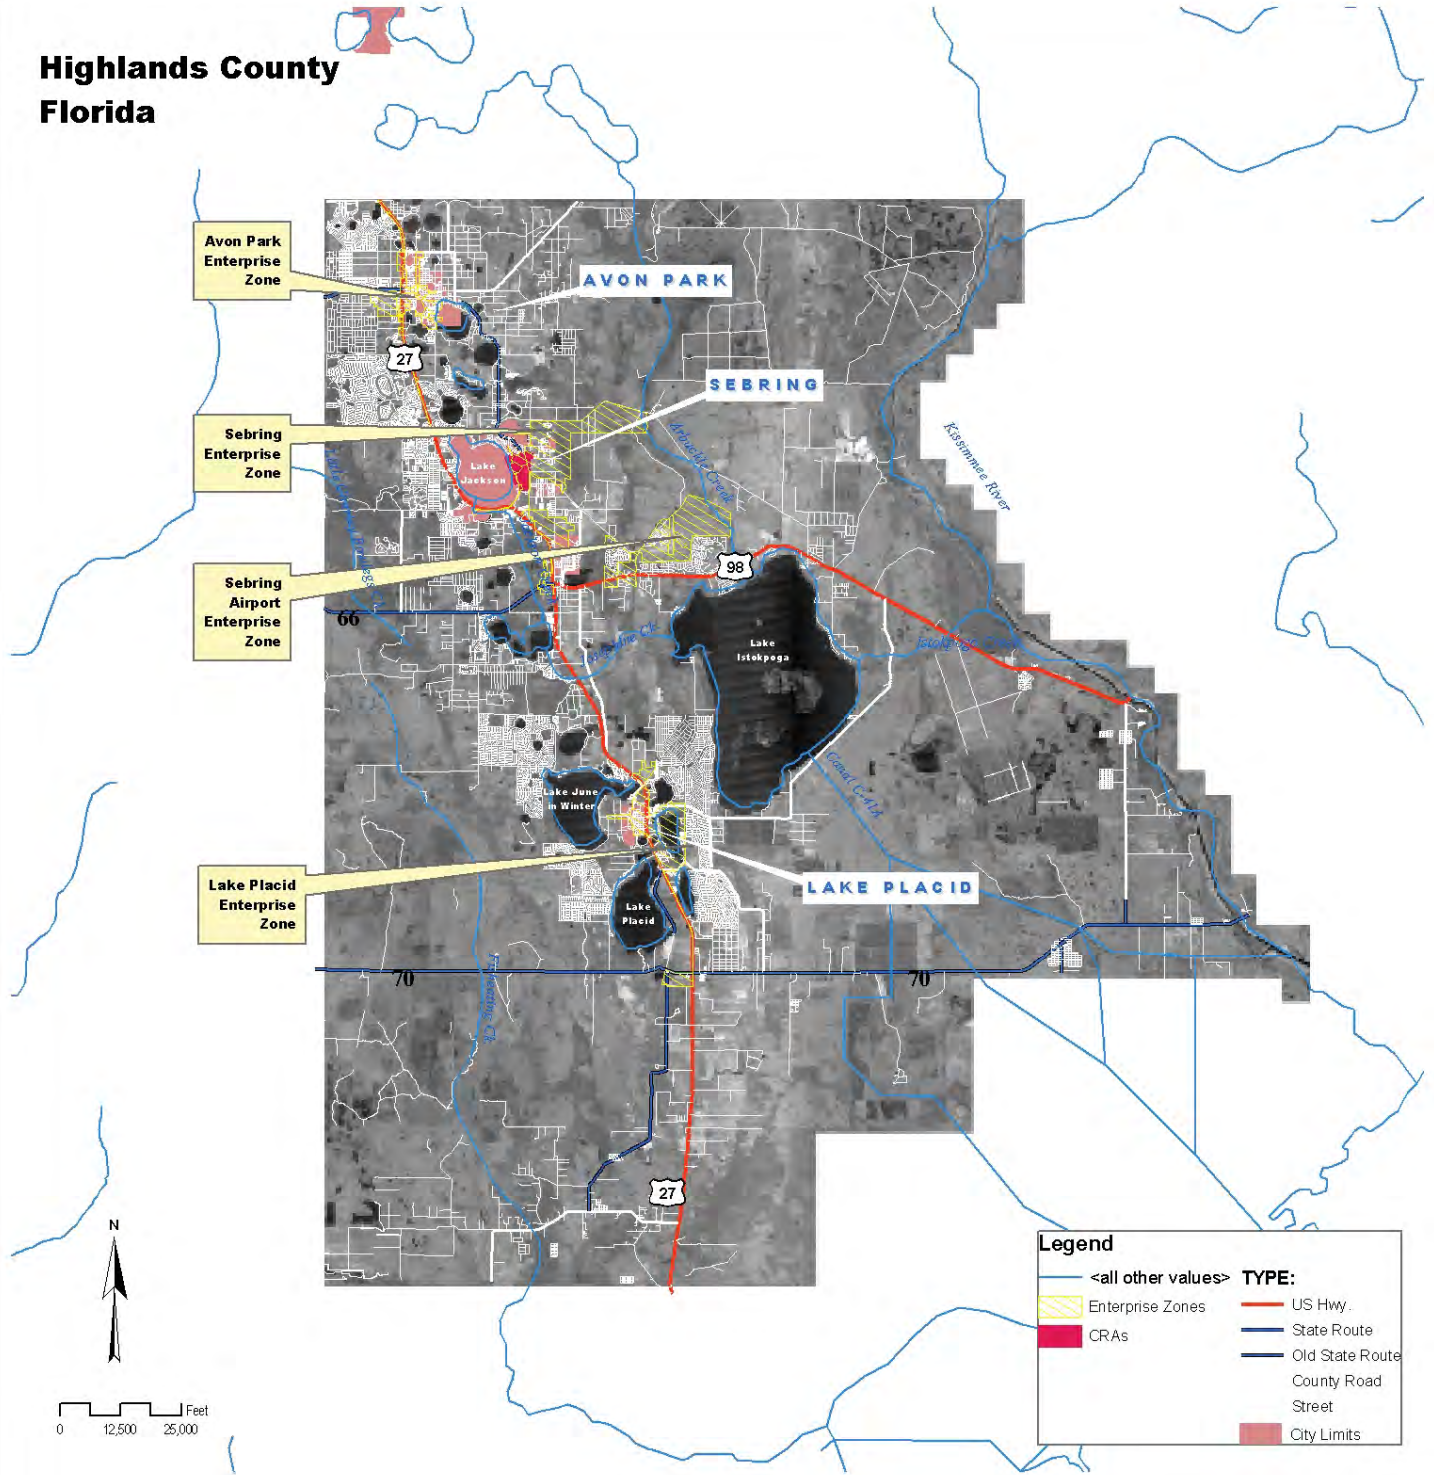 Highlands County
Florida
Avon Park
Enterprise
Zone
AVON PARK
27
SEBRING
Sebring
Enterprise
Zone
Lake
Jackson
Arbuckle Creek
Kissimmee River
Sebring
Airport
Enterprise
Zone
98
66
Lake
Istokpoga
Canal C-41A
Lake June
in Winter
Lake Placid
Enterprise
Zone
LAKE PLACID
Lake
Placid
70
70
27
N
0 12,500 25,000
Feet
Legend
<all other values>
Enterprise Zones
CRAs
TYPE:
US Hwy.
State Route
Old State Route
County Road
Street
City Limits